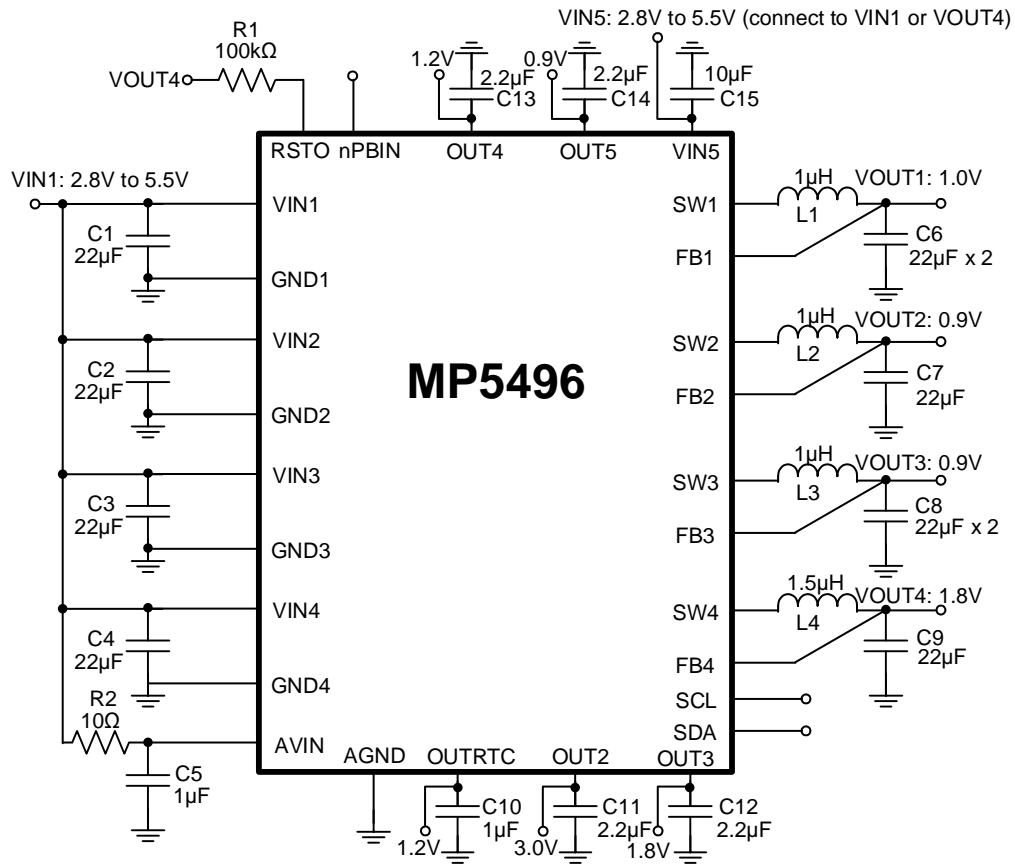 VIN5: 2.8V to 5.5V (connect to VIN1 or VOUT4)
R1
100kΩ
VOUT4
1.2V
2.2µF
C13
0.9V
2.2µF
C14
10µF
C15
RSTO nPBIN OUT4 OUT5 VIN5
VIN1: 2.8V to 5.5V
VIN1
C1
22µF
GND1
VIN2
C2
22µF
GND2
VIN3
C3
22µF
GND3
VIN4
C4
22µF
GND4
R2
10Ω
AVIN
C5
1µF
MP5496
SW1
1µH
L1
VOUT1: 1.0V
FB1
C6
22µF x 2
SW2
1µH
L2
VOUT2: 0.9V
FB2
C7
22µF
SW3
1µH
L3
VOUT3: 0.9V
FB3
C8
22µF x 2
SW4
1.5µH
L4
VOUT4: 1.8V
FB4
C9
22µF
SCL
SDA
AGND OUTRTC OUT2 OUT3
C10
1µF
1.2V
C11
2.2µF
3.0V
C12
2.2µF
1.8V